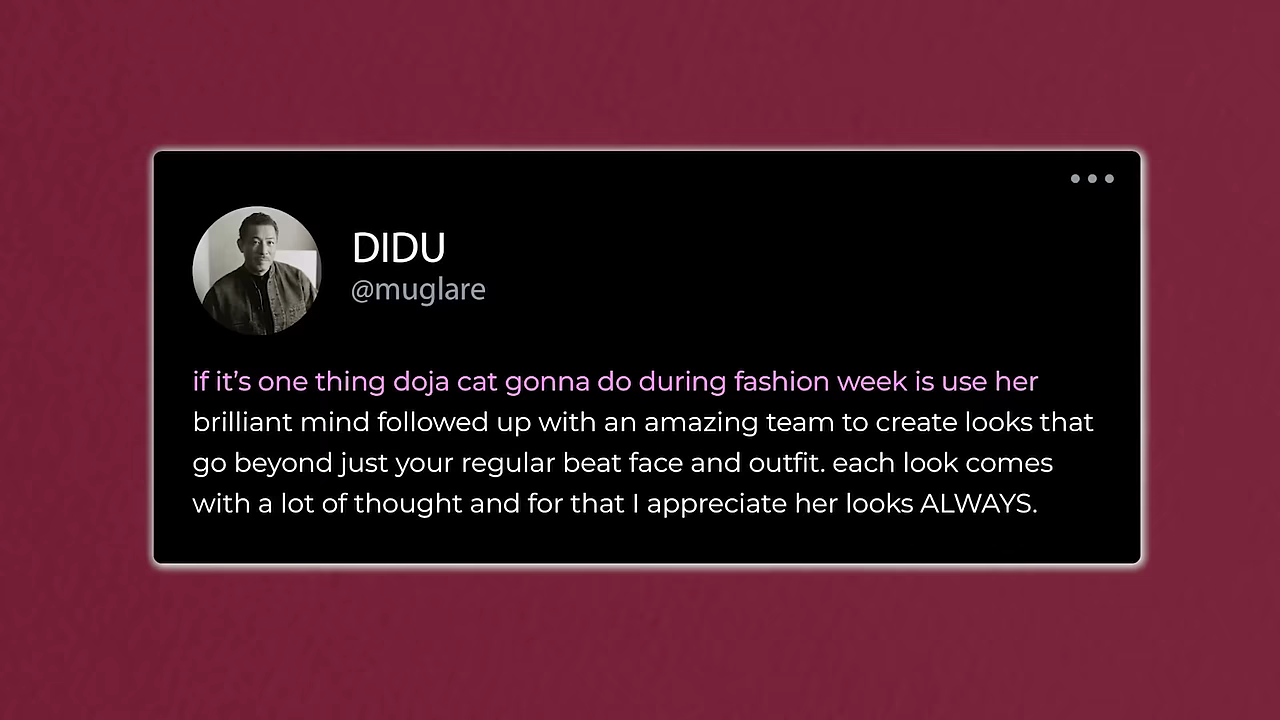 DIDU
@muglare
if it’s one thing doja cat gonna do during fashion week is use her
brilliant mind followed up with an amazing team to create looks that
go beyond just your regular beat face and outfit. each look comes
with a lot of thought and for that I appreciate her looks ALWAYS.